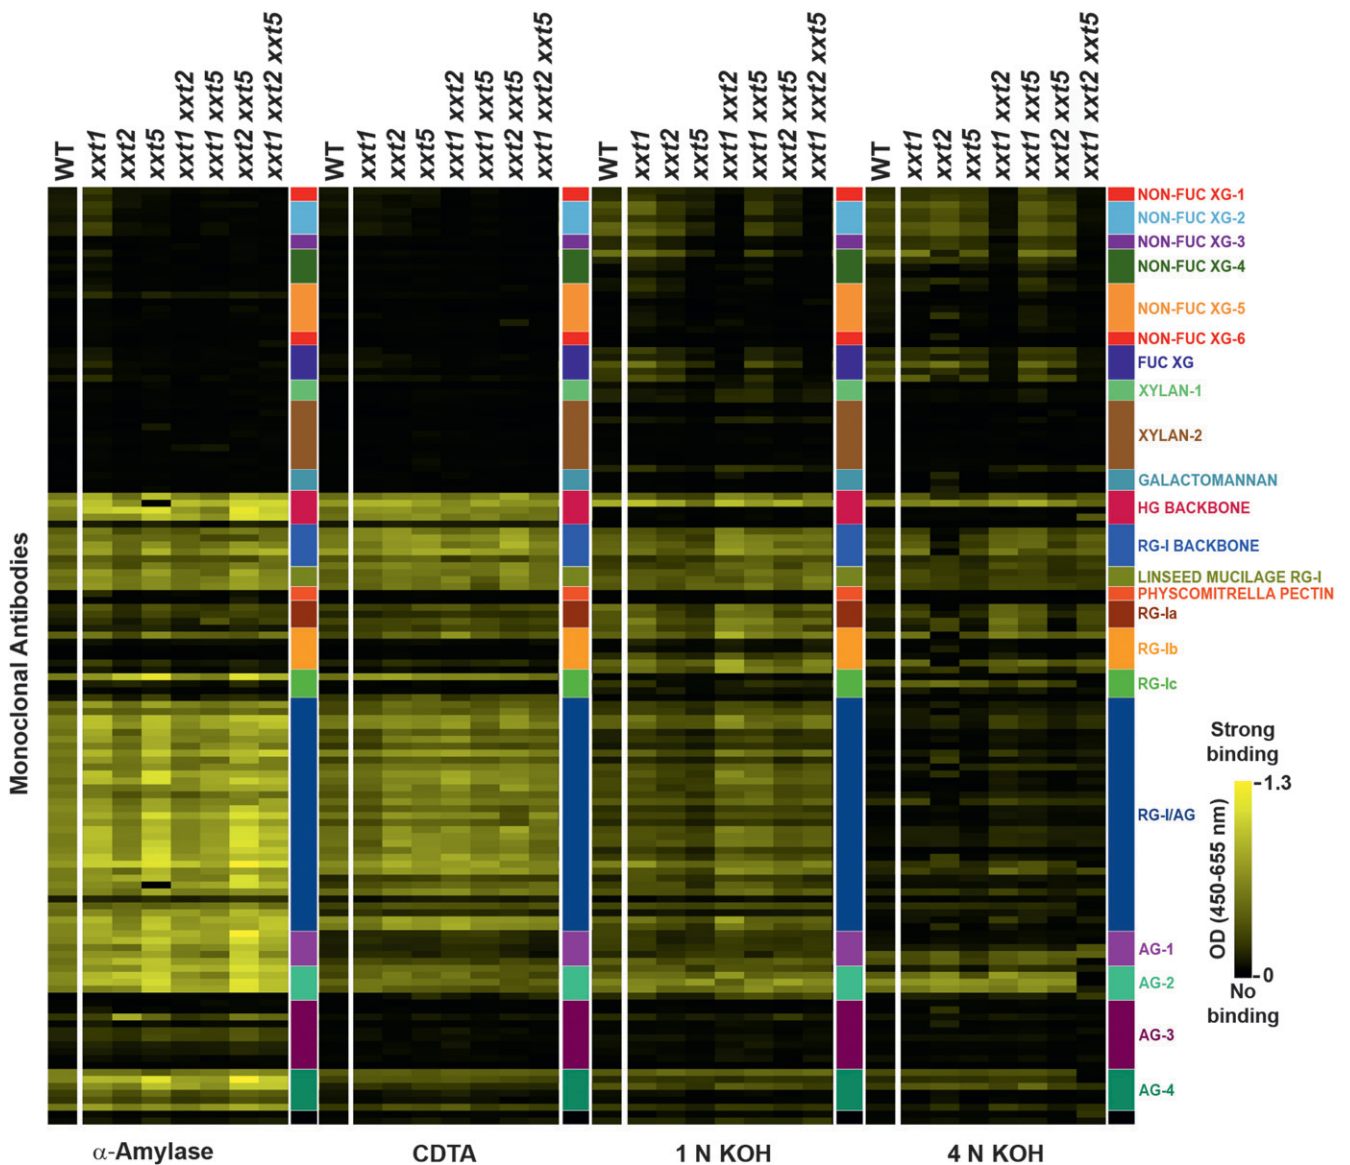 WT
xxt1
xxt2
xxt5
xxt1 xxt2
xxt1 xxt5
xxt2 xxt5
xxt1 xxt2 xxt5
WT
xxt1
xxt2
xxt5
xxt1 xxt2
xxt1 xxt5
xxt2 xxt5
xxt1 xxt2 xxt5
WT
xxt1
xxt2
xxt5
xxt1 xxt2
xxt1 xxt5
xxt2 xxt5
xxt1 xxt2 xxt5
WT
xxt1
xxt2
xxt5
xxt1 xxt2
xxt1 xxt5
xxt2 xxt5
xxt1 xxt2 xxt5
Monoclonal Antibodies
NON-FUC XG-1
NON-FUC XG-2
NON-FUC XG-3
NON-FUC XG-4
NON-FUC XG-5
NON-FUC XG-6
FUC XG
XYLAN-1
XYLAN-2
GALACTOMANNAN
HG BACKBONE
RG-I BACKBONE
LINSEED MUCILAGE RG-I
PHYSCOMITRELLA PECTIN
RG-Ia
RG-Ib
RG-Ic
RG-I/AG
AG-1
AG-2
AG-3
AG-4
Strong
binding
1.3
OD (450-655 nm)
0
No
binding
α-Amylase
CDTA
1 N KOH
4 N KOH